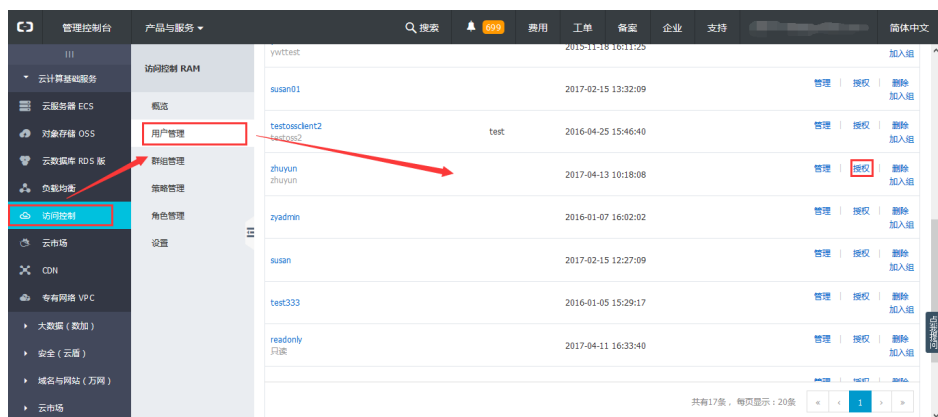 管理控制台 产品与服务 搜索 699 费用 工单 备案 企业 支持 简体中文
云计算基础服务
云服务器 ECS
对象存储 OSS
云数据库 RDS 版
负载均衡
访问控制
云市场
CDN
专有网络 VPC
大数据（数加）
安全（云盾）
域名与网站（万网）
云市场
访问控制 RAM
概览
用户管理
群组管理
策略管理
角色管理
设置
ywttest 2015-11-18 16:11:25 加入组
susan01 2017-02-15 13:32:09 管理 授权 删除
加入组
testossclient2 test 2016-04-25 15:46:40 管理 授权 删除
testoss2 加入组
zhuyun 2017-04-13 10:18:08 管理 授权 删除
zhuyun 加入组
zyadmin 2016-01-07 16:02:02 管理 授权 删除
加入组
susan 2017-02-15 12:27:09 管理 授权 删除
加入组
test333 2016-01-05 15:29:17 管理 授权 删除
加入组
readonly 2017-04-11 16:33:40 管理 授权 删除
只读 加入组
管理 授权 删除
共有17条，每页显示：20条 « ‹ 1 › »